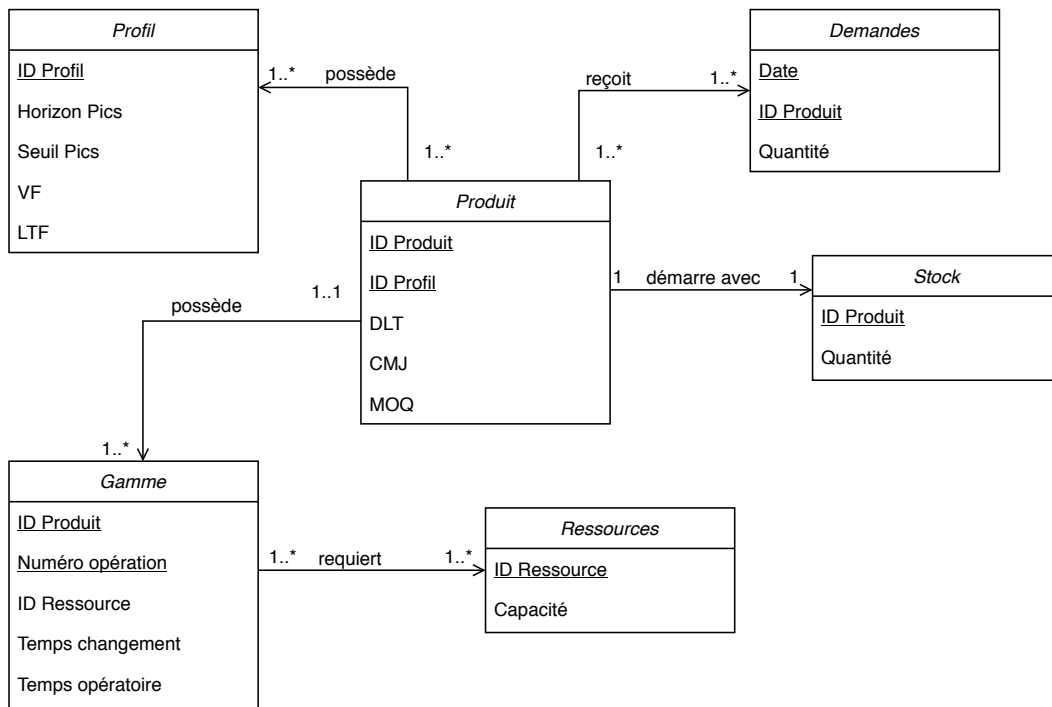 Profil
ID Profil
Horizon Pics
Seuil Pics
VF
LTF
1..*
possède
1..*
Demandes
Date
ID Produit
Quantité
reçoit
1..*
1..*
Produit
ID Produit
ID Profil
DLT
CMJ
MOQ
1
démarre avec
1
Stock
ID Produit
Quantité
possède
1..1
1..*
Gamme
ID Produit
Numéro opération
ID Ressource
Temps changement
Temps opératoire
1..*
requiert
1..*
Ressources
ID Ressource
Capacité